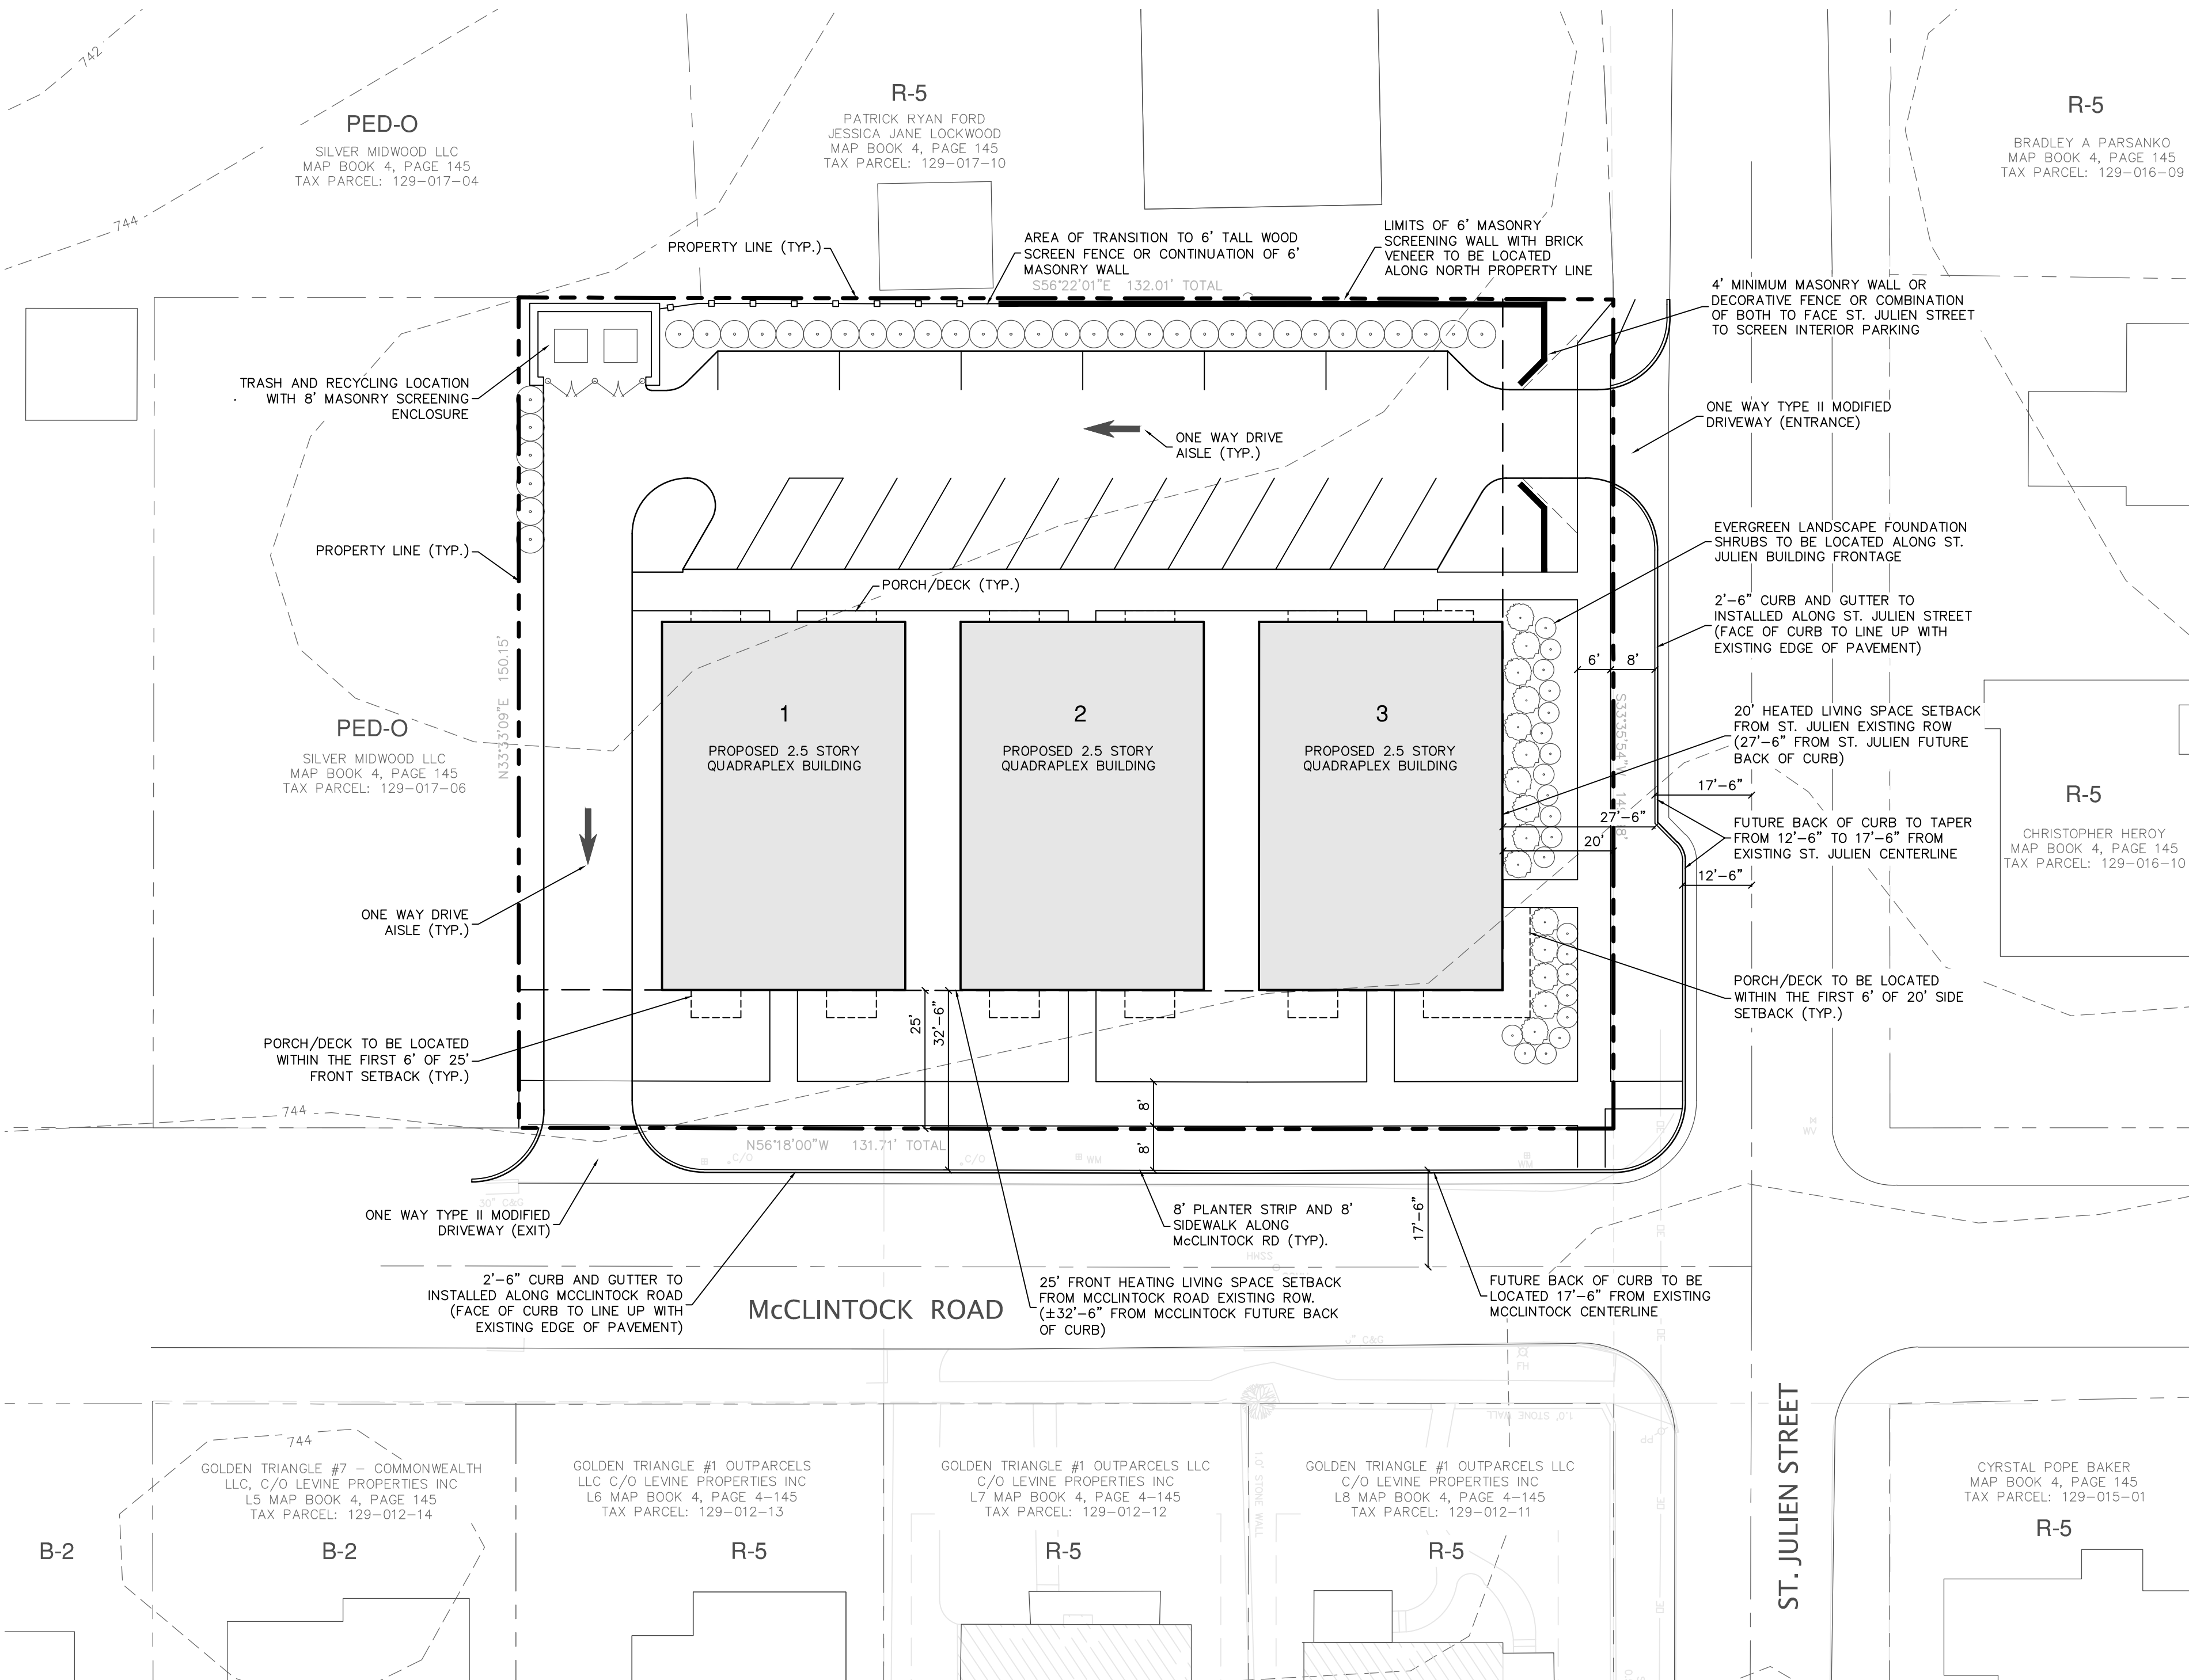 742
PED-O
SILVER MIDWOOD LLC
MAP BOOK 4, PAGE 145
TAX PARCEL: 129-017-04
744
R-5
PATRICK RYAN FORD
JESSICA JANE LOCKWOOD
MAP BOOK 4, PAGE 145
TAX PARCEL: 129-017-10
R-5
BRADLEY A PARSANKO
MAP BOOK 4, PAGE 145
TAX PARCEL: 129-016-09
PROPERTY LINE (TYP.)
AREA OF TRANSITION TO 6' TALL WOOD
SCREEN FENCE OR CONTINUATION OF 6'
MASONRY WALL
S56°22'01"E 132.01' TOTAL
LIMITS OF 6' MASONRY
SCREENING WALL WITH BRICK
VENEER TO BE LOCATED
ALONG NORTH PROPERTY LINE
4' MINIMUM MASONRY WALL OR
DECORATIVE FENCE OR COMBINATION
OF BOTH TO FACE ST. JULIEN STREET
TO SCREEN INTERIOR PARKING
TRASH AND RECYCLING LOCATION
WITH 8' MASONRY SCREENING
ENCLOSURE
ONE WAY DRIVE
AISLE (TYP.)
ONE WAY TYPE II MODIFIED
DRIVEWAY (ENTRANCE)
PROPERTY LINE (TYP.)
PORCH/DECK (TYP.)
EVERGREEN LANDSCAPE FOUNDATION
SHRUBS TO BE LOCATED ALONG ST.
JULIEN BUILDING FRONTAGE
2'-6" CURB AND GUTTER TO
INSTALLED ALONG ST. JULIEN STREET
(FACE OF CURB TO LINE UP WITH
EXISTING EDGE OF PAVEMENT)
6'
8'
N33°33'09"E 150.15'
PED-O
SILVER MIDWOOD LLC
MAP BOOK 4, PAGE 145
TAX PARCEL: 129-017-06
1
PROPOSED 2.5 STORY
QUADRAPLEX BUILDING
2
PROPOSED 2.5 STORY
QUADRAPLEX BUILDING
3
PROPOSED 2.5 STORY
QUADRAPLEX BUILDING
S33°35'54"W
20' HEATED LIVING SPACE SETBACK
FROM ST. JULIEN EXISTING ROW
(27'-6" FROM ST. JULIEN FUTURE
BACK OF CURB)
17'-6"
27'-6"
20'
FUTURE BACK OF CURB TO TAPER
FROM 12'-6" TO 17'-6" FROM
EXISTING ST. JULIEN CENTERLINE
12'-6"
R-5
CHRISTOPHER HEROY
MAP BOOK 4, PAGE 145
TAX PARCEL: 129-016-10
ONE WAY DRIVE
AISLE (TYP.)
PORCH/DECK TO BE LOCATED
WITHIN THE FIRST 6' OF 20' SIDE
SETBACK (TYP.)
PORCH/DECK TO BE LOCATED
WITHIN THE FIRST 6' OF 25'
FRONT SETBACK (TYP.)
25'
32'-6"
8'
8'
744
N56°18'00"W 131.71' TOTAL
C/O
C/O
WM
WM
WV
30" C&G
ONE WAY TYPE II MODIFIED
DRIVEWAY (EXIT)
8' PLANTER STRIP AND 8'
SIDEWALK ALONG
McCLINTOCK RD (TYP).
17'-6"
SSMH
2'-6" CURB AND GUTTER TO
INSTALLED ALONG MCCLINTOCK ROAD
(FACE OF CURB TO LINE UP WITH
EXISTING EDGE OF PAVEMENT)
McCLINTOCK ROAD
25' FRONT HEATING LIVING SPACE SETBACK
FROM MCCLINTOCK ROAD EXISTING ROW.
(±32'-6" FROM MCCLINTOCK FUTURE BACK
OF CURB)
FUTURE BACK OF CURB TO BE
LOCATED 17'-6" FROM EXISTING
MCCLINTOCK CENTERLINE
C&G
FH
1.0' STONE WALL
PP
1.0' STONE WALL
ST. JULIEN STREET
744
GOLDEN TRIANGLE #7 - COMMONWEALTH
LLC, C/O LEVINE PROPERTIES INC
L5 MAP BOOK 4, PAGE 145
TAX PARCEL: 129-012-14
GOLDEN TRIANGLE #1 OUTPARCELS
LLC C/O LEVINE PROPERTIES INC
L6 MAP BOOK 4, PAGE 4-145
TAX PARCEL: 129-012-13
GOLDEN TRIANGLE #1 OUTPARCELS LLC
C/O LEVINE PROPERTIES INC
L7 MAP BOOK 4, PAGE 4-145
TAX PARCEL: 129-012-12
GOLDEN TRIANGLE #1 OUTPARCELS LLC
C/O LEVINE PROPERTIES INC
L8 MAP BOOK 4, PAGE 4-145
TAX PARCEL: 129-012-11
CYRSTAL POPE BAKER
MAP BOOK 4, PAGE 145
TAX PARCEL: 129-015-01
B-2
B-2
R-5
R-5
R-5
R-5